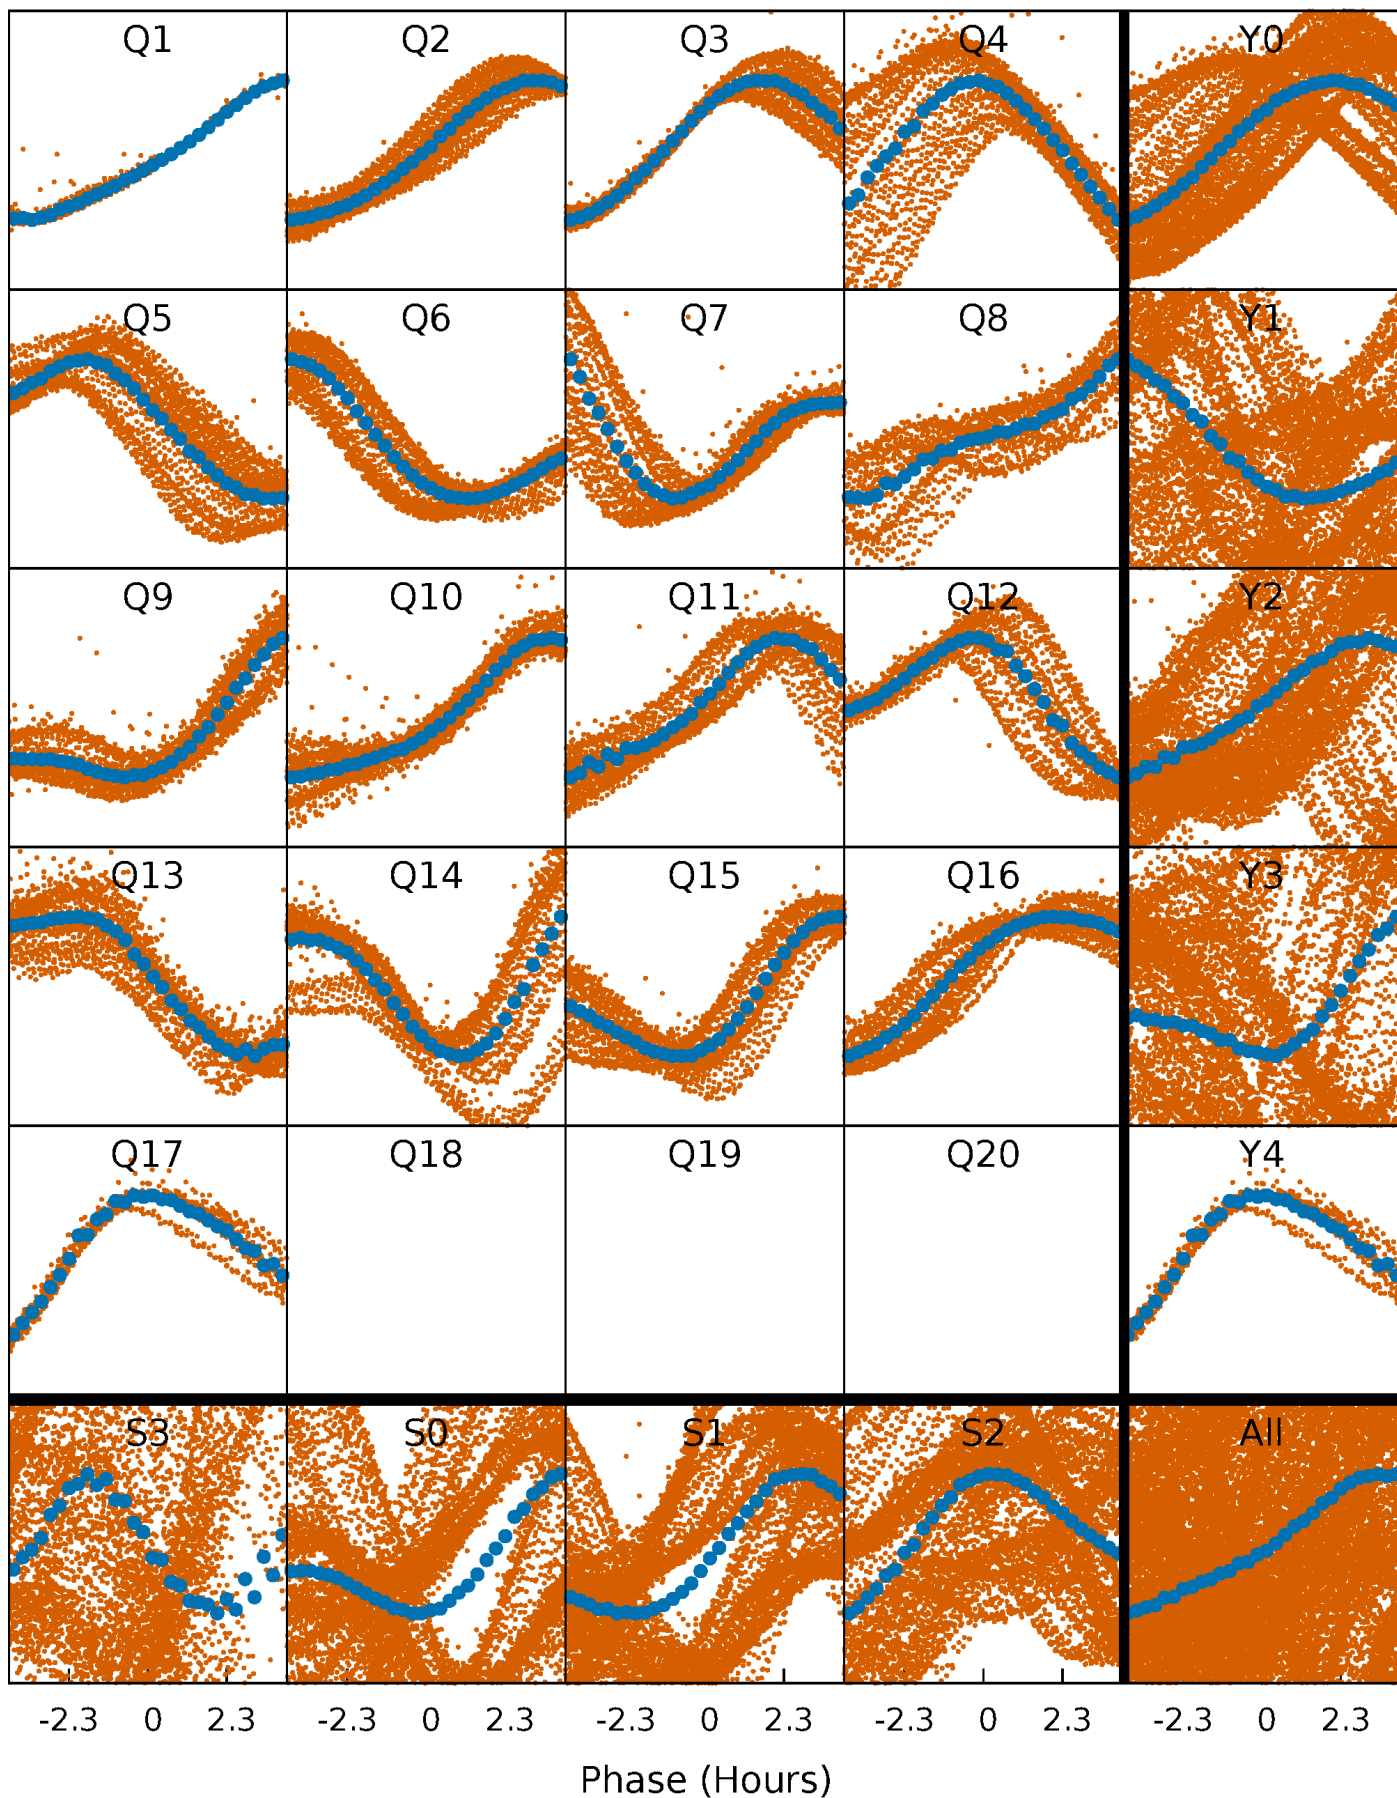 Q1 Q2 Q3 Q4 Y0
Q5 Q6 Q7 Q8 Y1
Q9 Q10 Q11 Q12 Y2
Q13 Q14 Q15 Q16 Y3
Q17 Q18 Q19 Q20 Y4
S3 S0 S1 S2 All
-2.3 0 2.3 -2.3 0 2.3 -2.3 0 2.3 -2.3 0 2.3 -2.3 0 2.3
Phase (Hours)